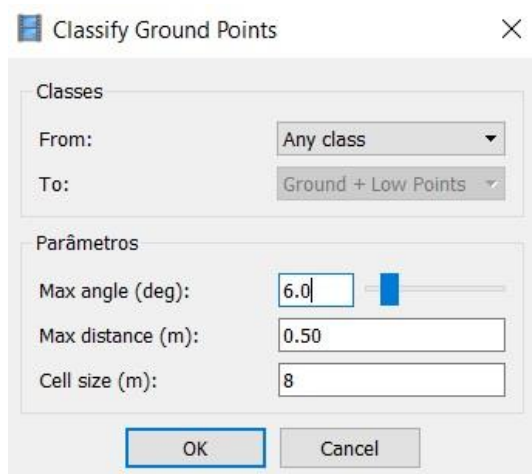 Classify Ground Points
Classes
From: Any class
To: Ground + Low Points
Parâmetros
Max angle (deg): 6.0
Max distance (m): 0.50
Cell size (m): 8
OK Cancel